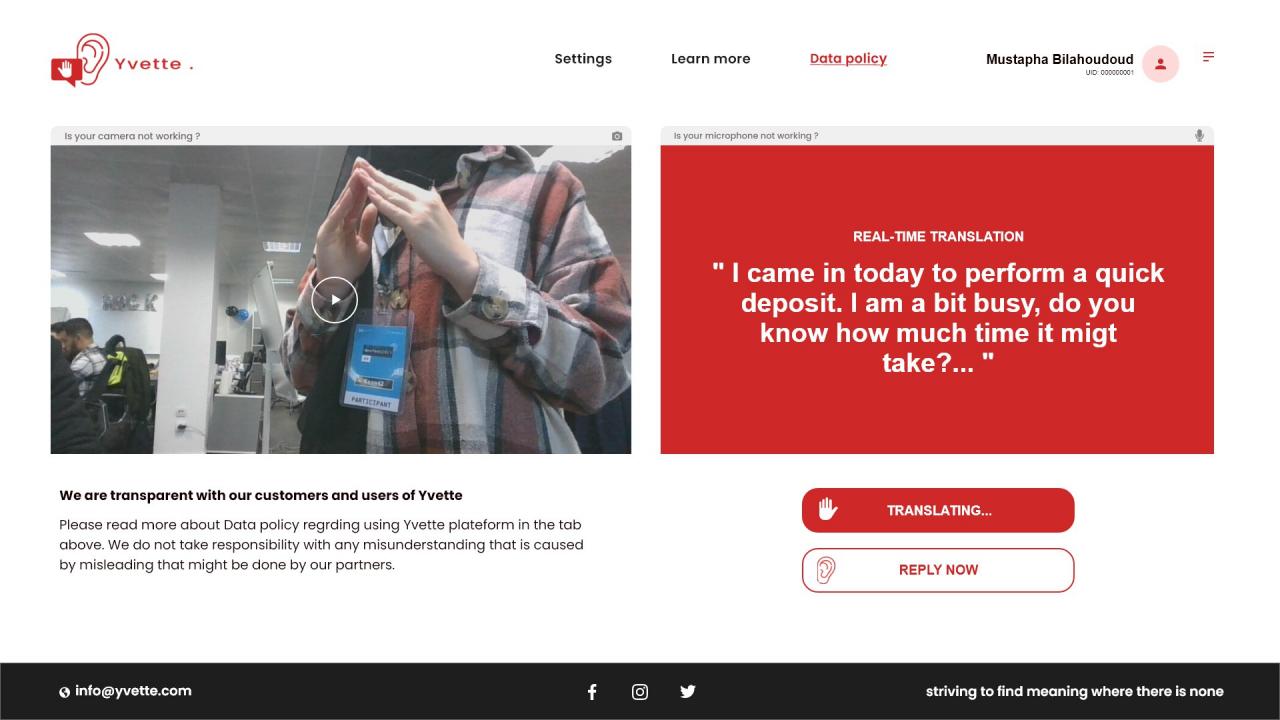 Yvette .
Settings
Learn more
Data policy
Mustapha Bilahoudoud
UID: 000000001
Is your camera not working ?
Is your microphone not working ?
PARTICIPANT
REAL-TIME TRANSLATION
" I came in today to perform a quick
deposit. I am a bit busy, do you
know how much time it migt
take?... "
We are transparent with our customers and users of Yvette
Please read more about Data policy regrding using Yvette plateform in the tab
above. We do not take responsibility with any misunderstanding that is caused
by misleading that might be done by our partners.
TRANSLATING...
REPLY NOW
info@yvette.com
striving to find meaning where there is none